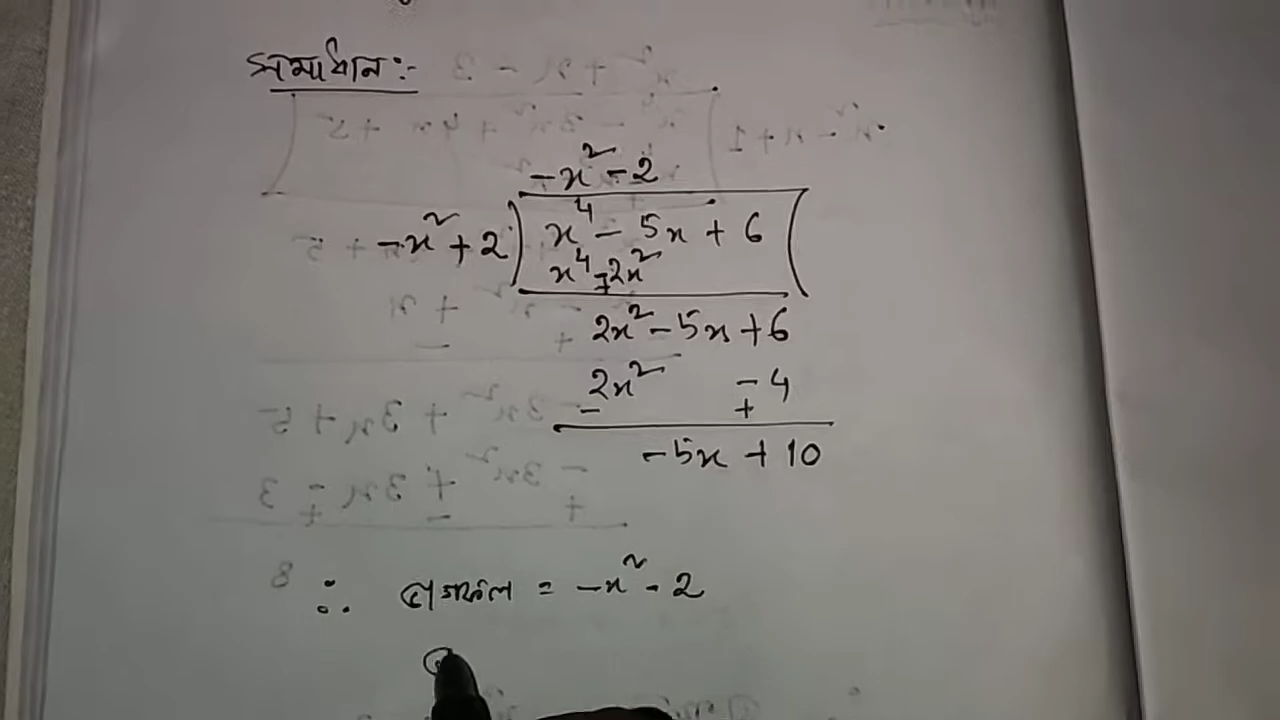 সমাধান :-
-x² - 2
-x² + 2) x⁴ - 5x + 6 (
x⁴ - 2x²
+
2x² - 5x + 6
2x² - 4
- +
-5x + 10
∴ ভাগফল = -x² - 2